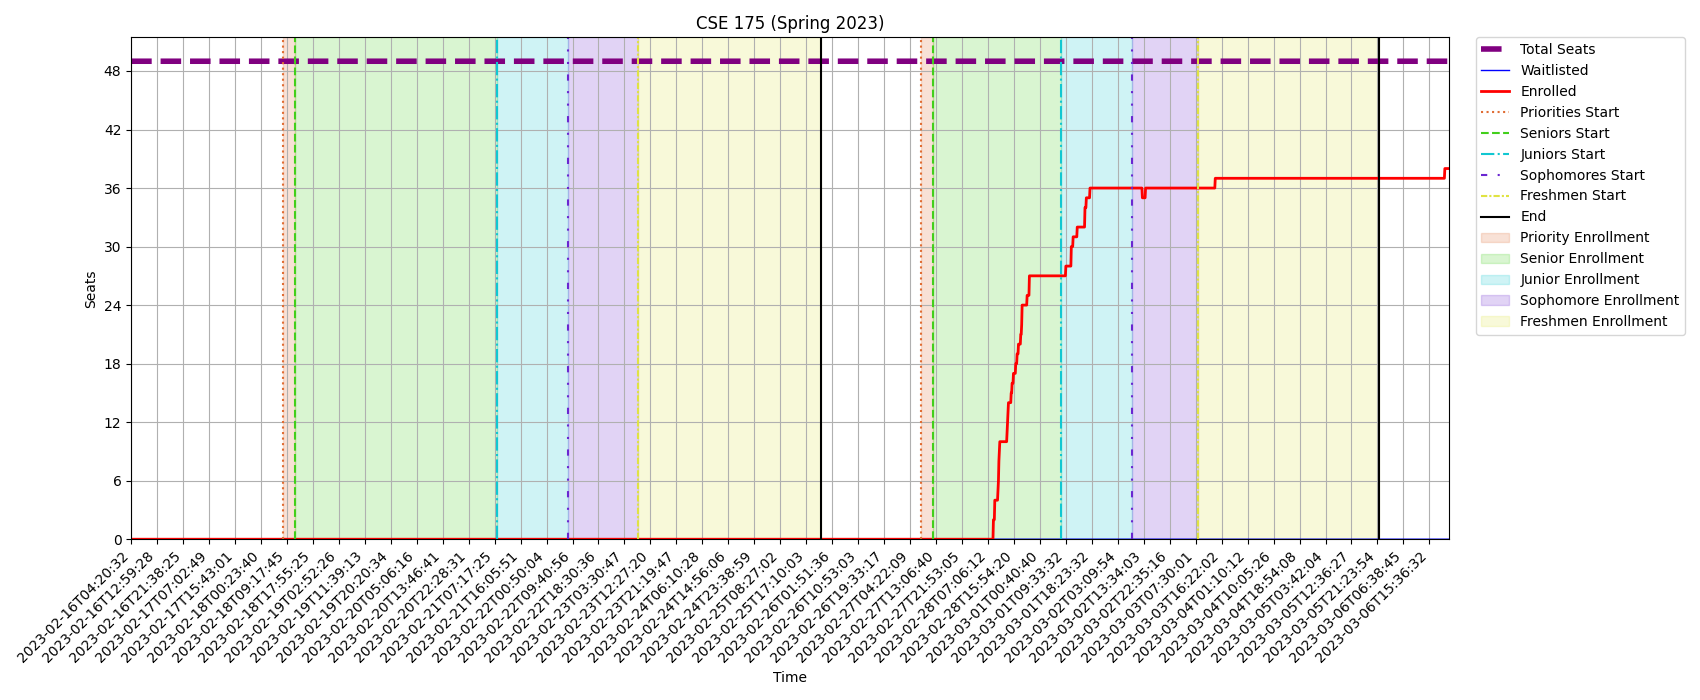 CSE 175 (Spring 2023)
Seats
48
42
36
30
24
18
12
6
0
2023-02-16T04:20:32
2023-02-16T12:59:28
2023-02-16T21:38:25
2023-02-17T07:02:49
2023-02-17T15:43:01
2023-02-18T00:23:40
2023-02-18T09:17:45
2023-02-18T17:55:25
2023-02-19T02:52:26
2023-02-19T11:39:13
2023-02-19T20:20:34
2023-02-20T05:06:16
2023-02-20T13:46:41
2023-02-20T22:28:31
2023-02-21T07:17:25
2023-02-21T16:05:51
2023-02-22T00:50:04
2023-02-22T09:40:56
2023-02-22T18:30:36
2023-02-23T03:30:47
2023-02-23T12:27:20
2023-02-23T21:19:47
2023-02-24T06:10:28
2023-02-24T14:56:06
2023-02-24T23:38:59
2023-02-25T08:27:02
2023-02-25T17:10:03
2023-02-26T01:51:36
2023-02-26T10:53:03
2023-02-26T19:33:17
2023-02-27T04:22:09
2023-02-27T13:06:40
2023-02-27T21:53:05
2023-02-28T07:06:12
2023-02-28T15:54:20
2023-03-01T00:40:40
2023-03-01T09:33:32
2023-03-01T18:23:32
2023-03-02T03:09:54
2023-03-02T13:34:03
2023-03-02T22:35:16
2023-03-03T07:30:01
2023-03-03T16:22:02
2023-03-04T01:10:12
2023-03-04T10:05:26
2023-03-04T18:54:08
2023-03-05T03:42:04
2023-03-05T12:36:27
2023-03-05T21:23:54
2023-03-06T06:38:45
2023-03-06T15:36:32
Time
Total Seats
Waitlisted
Enrolled
Priorities Start
Seniors Start
Juniors Start
Sophomores Start
Freshmen Start
End
Priority Enrollment
Senior Enrollment
Junior Enrollment
Sophomore Enrollment
Freshmen Enrollment